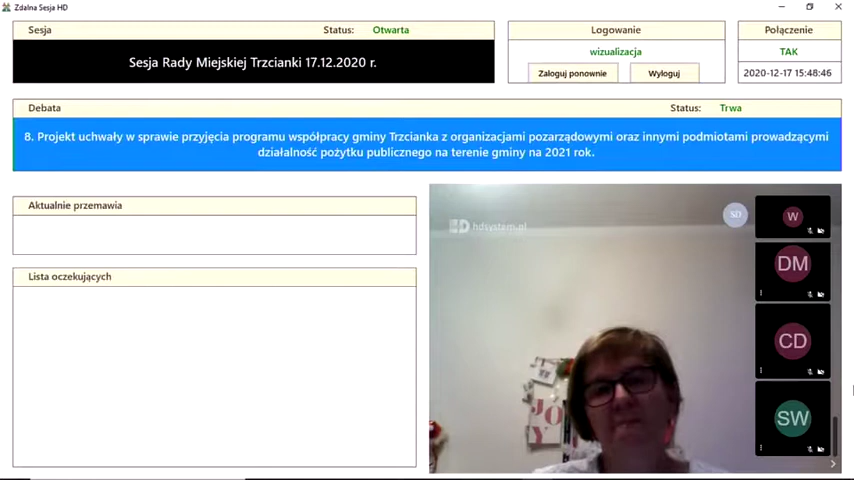 Zdalna Sesja HD
Sesja
Status: Otwarta
Sesja Rady Miejskiej Trzcianki 17.12.2020 r.
Logowanie
wizualizacja
Zaloguj ponownie
Wyloguj
Połączenie
TAK
2020-12-17 15:48:46
Debata
Status: Trwa
8. Projekt uchwały w sprawie przyjęcia programu współpracy gminy Trzcianka z organizacjami pozarządowymi oraz innymi podmiotami prowadzącymi
działalność pożytku publicznego na terenie gminy na 2021 rok.
Aktualnie przemawia
Lista oczekujących
HD hdsystem.pl
SD
W
DM
CD
SW
JO
Y